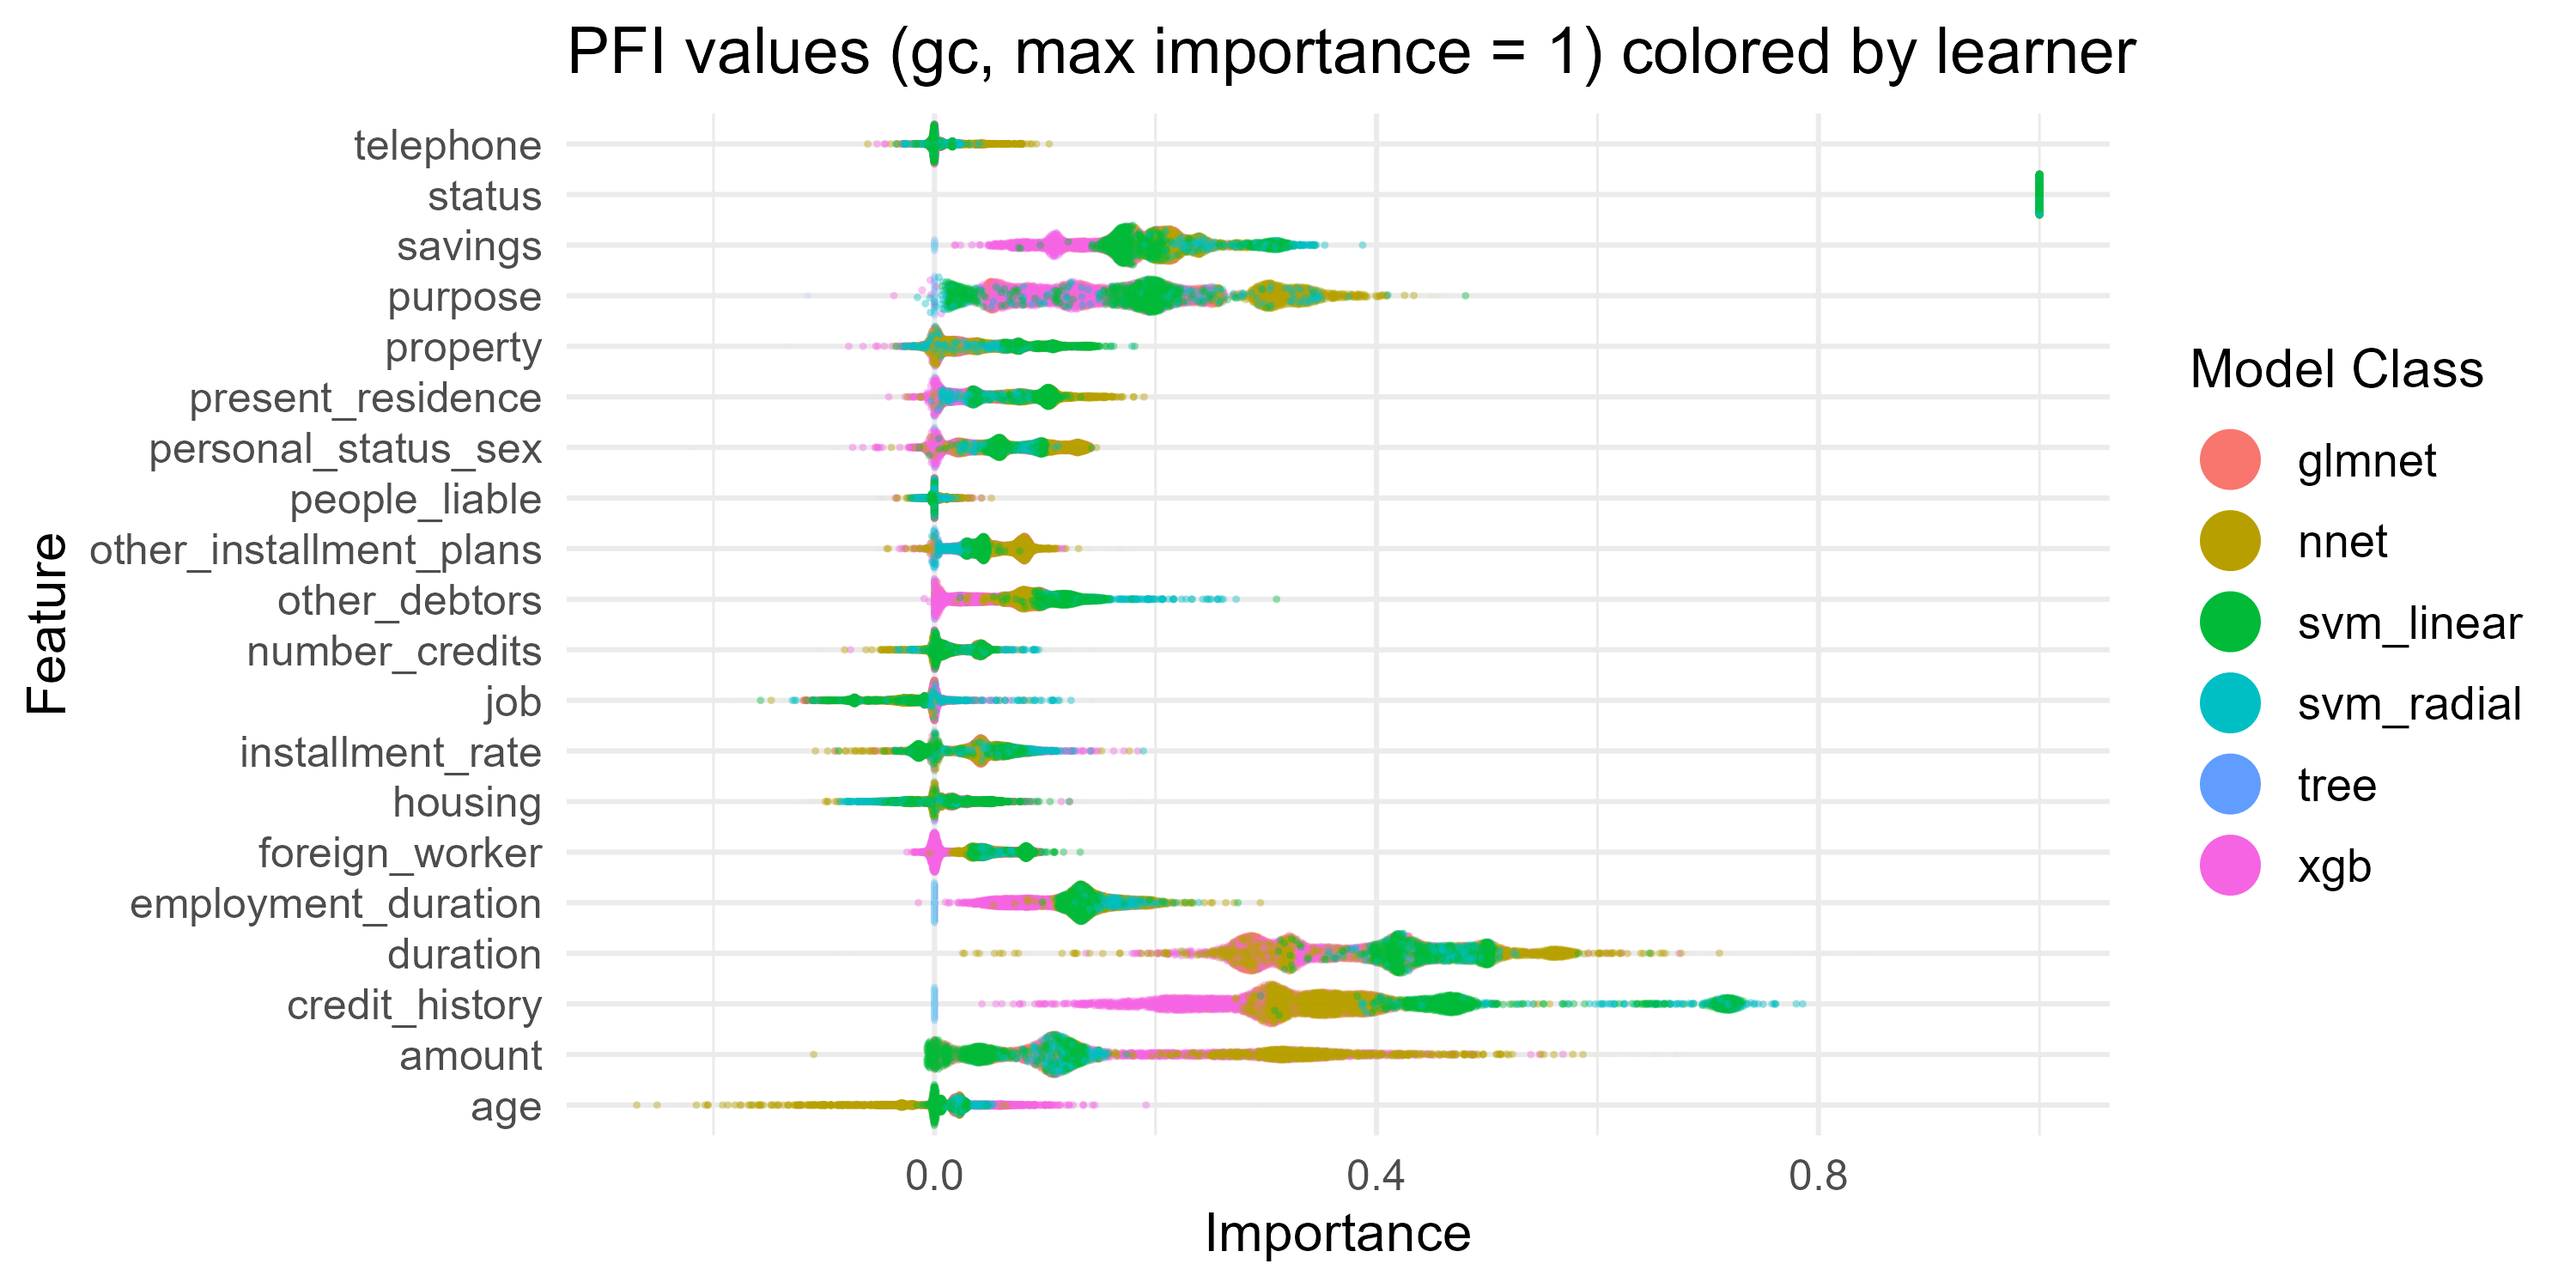 PFI values (gc, max importance = 1) colored by learner
Feature
telephone
status
savings
purpose
property
present_residence
personal_status_sex
people_liable
other_installment_plans
other_debtors
number_credits
job
installment_rate
housing
foreign_worker
employment_duration
duration
credit_history
amount
age
0.0 0.4 0.8
Importance
Model Class
glmnet
nnet
svm_linear
svm_radial
tree
xgb